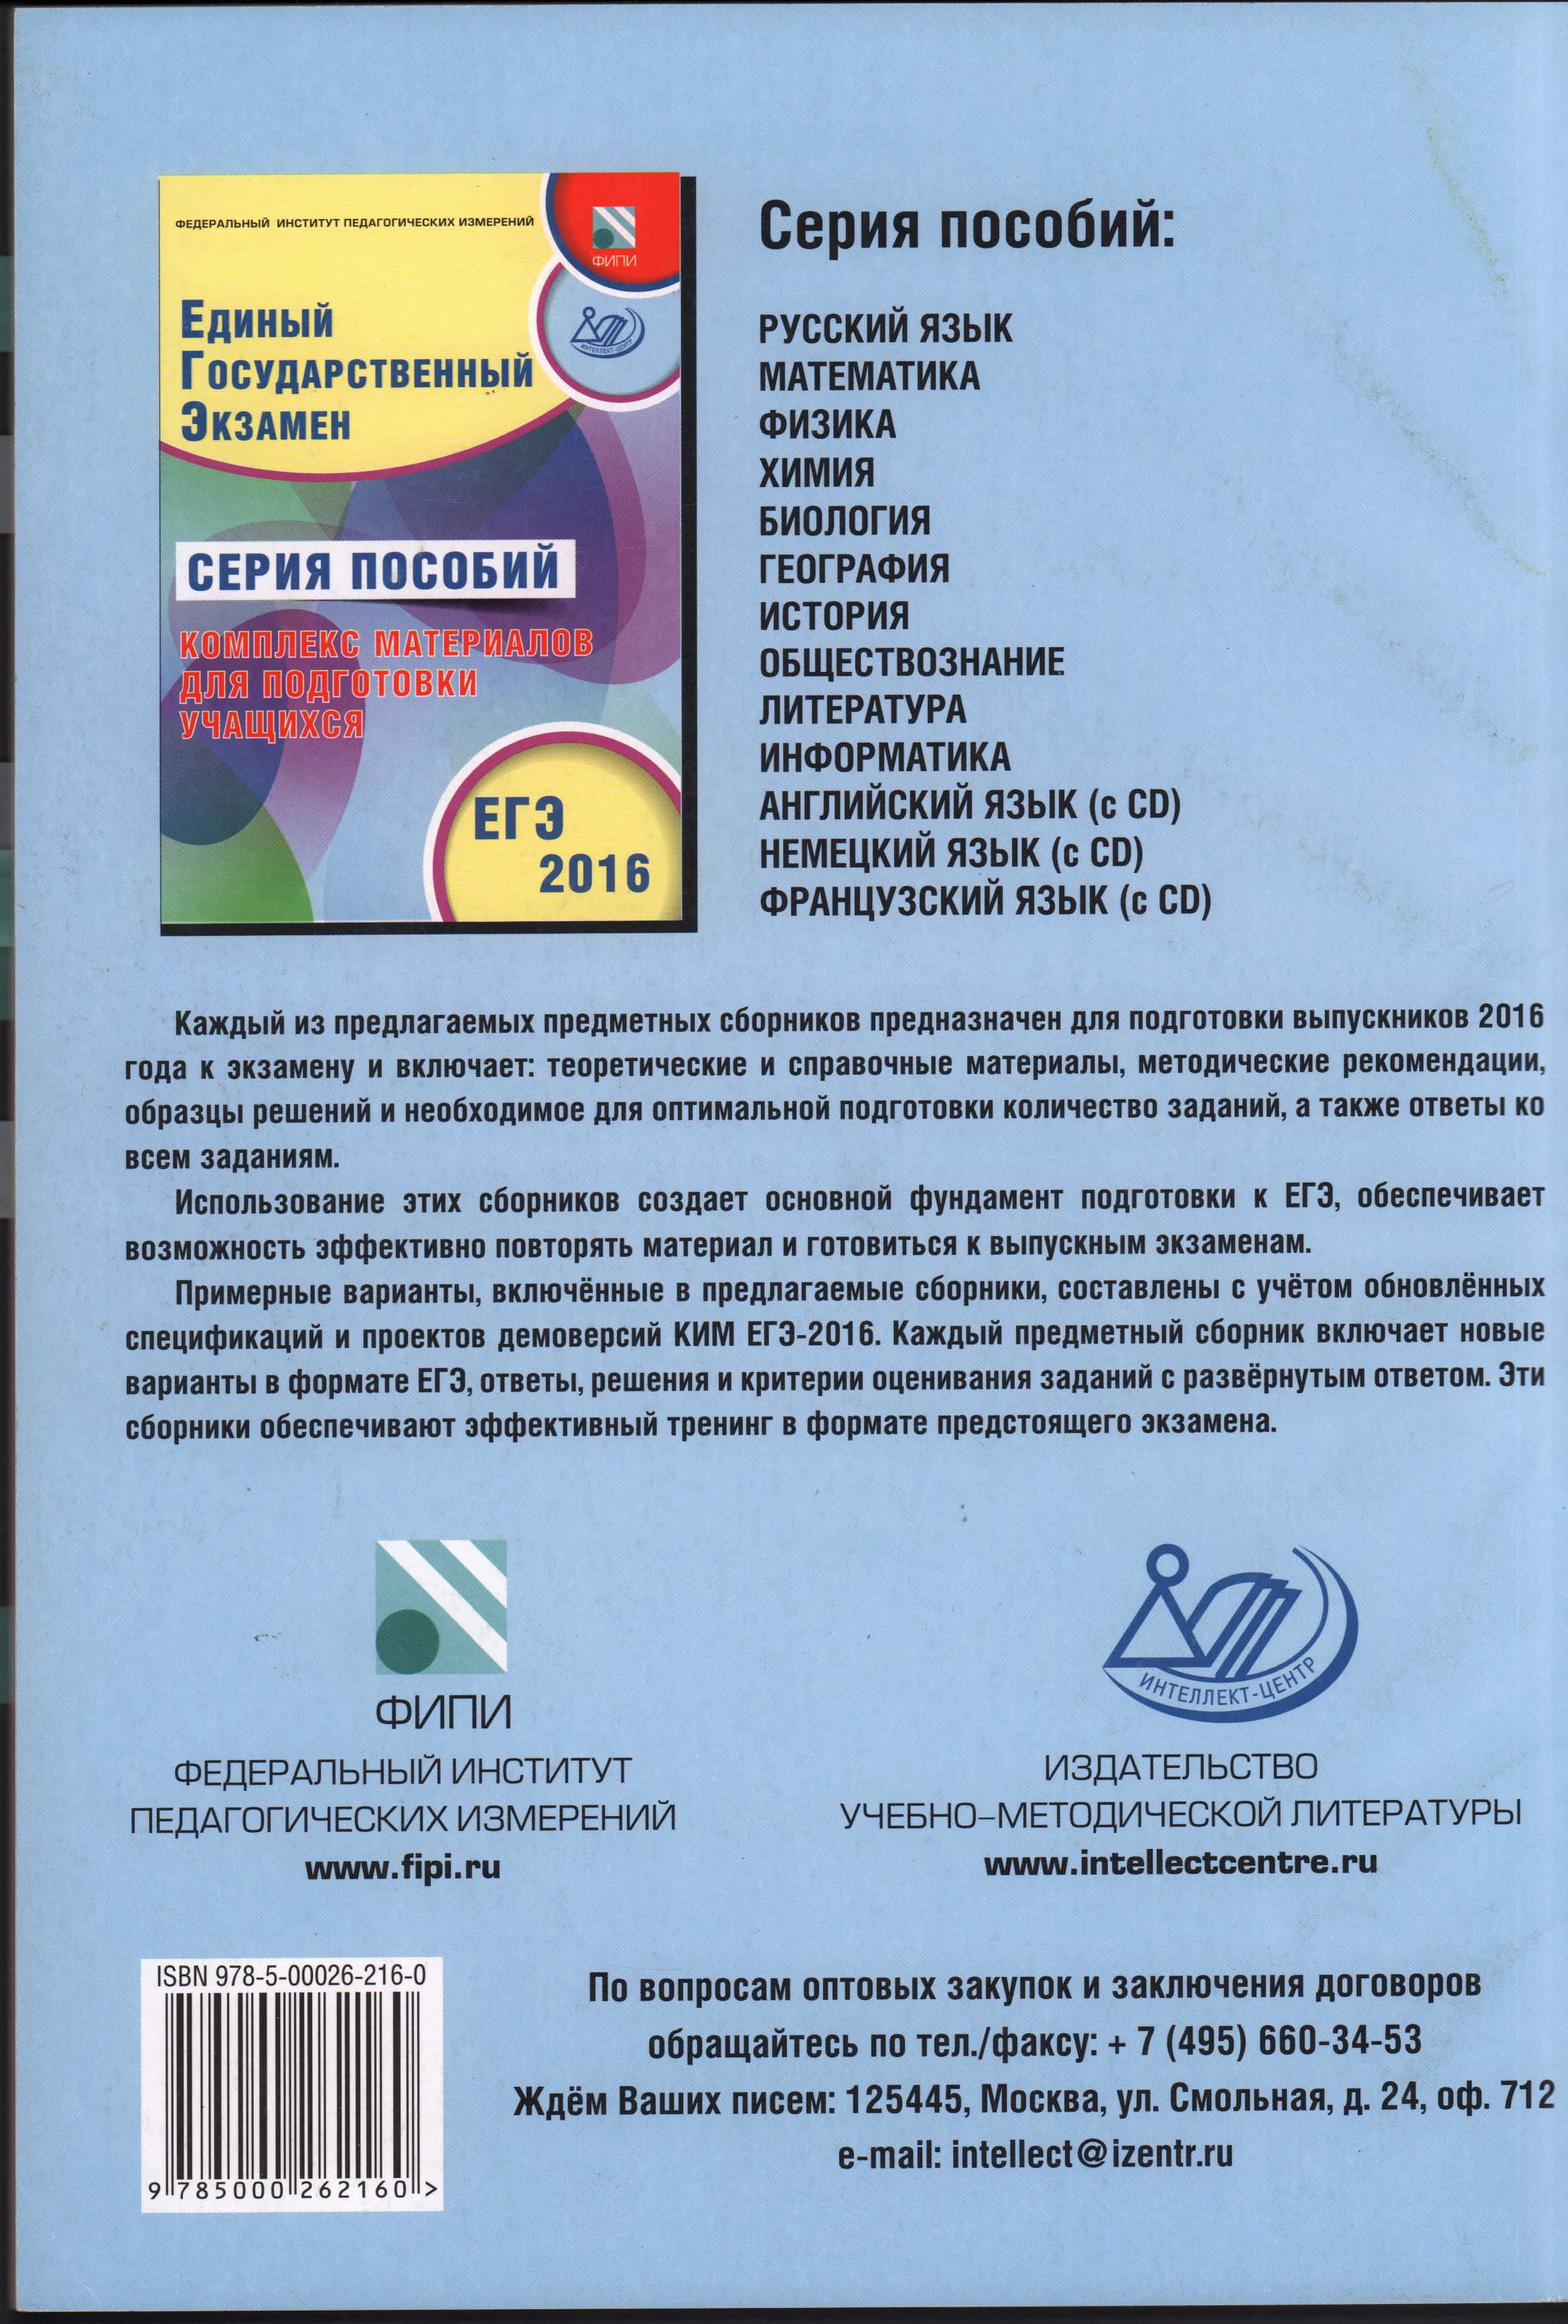 ФЕДЕРАЛЬНЫЙ ИНСТИТУТ ПЕДАГОГИЧЕСКИХ ИЗМЕРЕНИЙ
ФИПИ
ИНТЕЛЛЕКТ-ЦЕНТР
Единый
Государственный
Экзамен
СЕРИЯ ПОСОБИЙ
КОМПЛЕКС МАТЕРИАЛОВ
ДЛЯ ПОДГОТОВКИ
УЧАЩИХСЯ
ЕГЭ
2016
Серия пособий:
РУССКИЙ ЯЗЫК
МАТЕМАТИКА
ФИЗИКА
ХИМИЯ
БИОЛОГИЯ
ГЕОГРАФИЯ
ИСТОРИЯ
ОБЩЕСТВОЗНАНИЕ
ЛИТЕРАТУРА
ИНФОРМАТИКА
АНГЛИЙСКИЙ ЯЗЫК (с CD)
НЕМЕЦКИЙ ЯЗЫК (с CD)
ФРАНЦУЗСКИЙ ЯЗЫК (с CD)
Каждый из предлагаемых предметных сборников предназначен для подготовки выпускников 2016
года к экзамену и включает: теоретические и справочные материалы, методические рекомендации,
образцы решений и необходимое для оптимальной подготовки количество заданий, а также ответы ко
всем заданиям.
Использование этих сборников создает основной фундамент подготовки к ЕГЭ, обеспечивает
возможность эффективно повторять материал и готовиться к выпускным экзаменам.
Примерные варианты, включённые в предлагаемые сборники, составлены с учётом обновлённых
спецификаций и проектов демоверсий КИМ ЕГЭ-2016. Каждый предметный сборник включает новые
варианты в формате ЕГЭ, ответы, решения и критерии оценивания заданий с развёрнутым ответом. Эти
сборники обеспечивают эффективный тренинг в формате предстоящего экзамена.
ФИПИ
ФЕДЕРАЛЬНЫЙ ИНСТИТУТ
ПЕДАГОГИЧЕСКИХ ИЗМЕРЕНИЙ
www.fipi.ru
ИНТЕЛЛЕКТ-ЦЕНТР
ИЗДАТЕЛЬСТВО
УЧЕБНО-МЕТОДИЧЕСКОЙ ЛИТЕРАТУРЫ
www.intellectcentre.ru
ISBN 978-5-00026-216-0
9 785000 262160 >
По вопросам оптовых закупок и заключения договоров
обращайтесь по тел./факсу: + 7 (495) 660-34-53
Ждём Ваших писем: 125445, Москва, ул. Смольная, д. 24, оф. 712
e-mail: intellect@izentr.ru